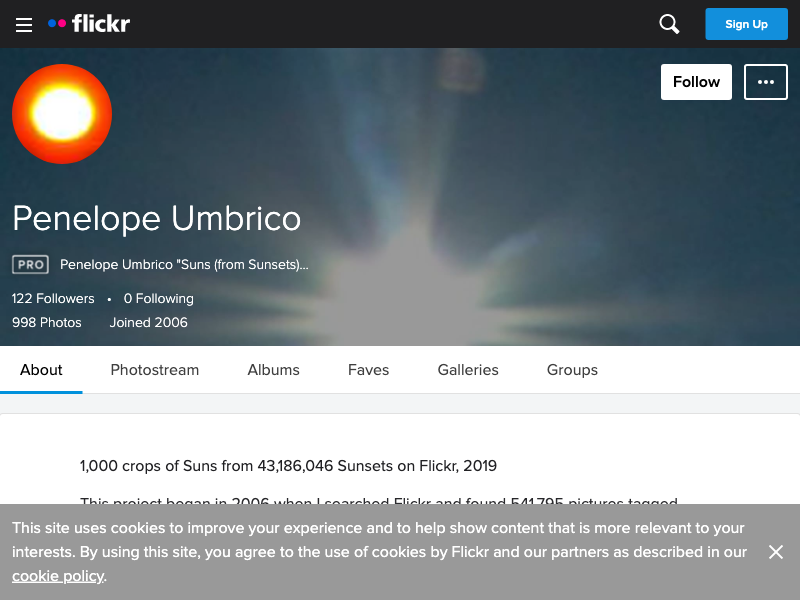 flickr
Sign Up
Follow
Penelope Umbrico
PRO
Penelope Umbrico "Suns (from Sunsets)...
122 Followers • 0 Following
998 Photos Joined 2006
About Photostream Albums Faves Galleries Groups
1,000 crops of Suns from 43,186,046 Sunsets on Flickr, 2019
This project began in 2006 when I searched Flickr and found 541,795 pictures tagged
This site uses cookies to improve your experience and to help show content that is more relevant to your
interests. By using this site, you agree to the use of cookies by Flickr and our partners as described in our
cookie policy.